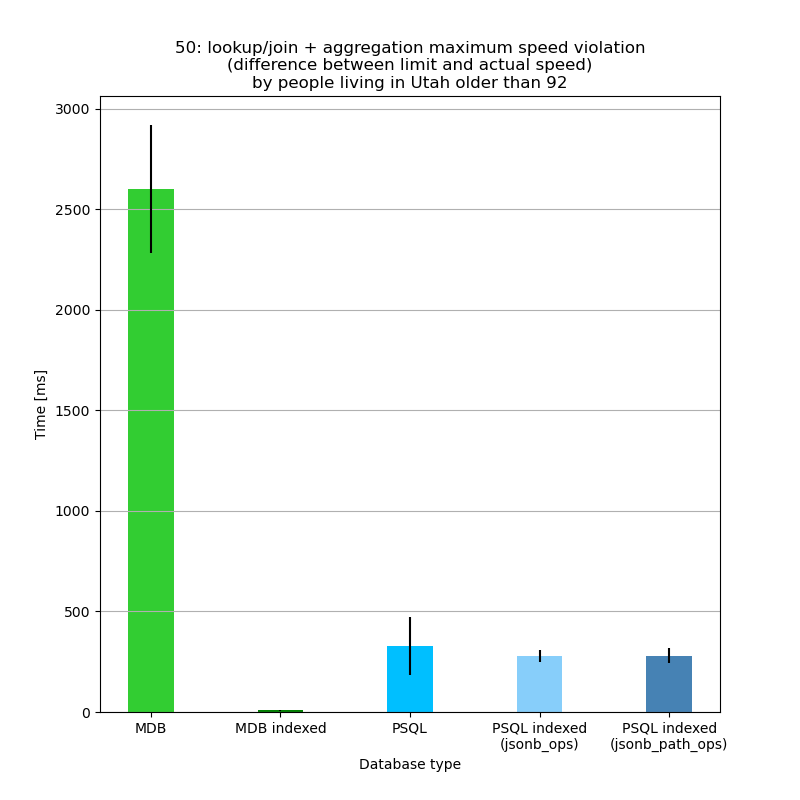 50: lookup/join + aggregation maximum speed violation
(difference between limit and actual speed)
by people living in Utah older than 92
3000
2500
2000
1500
1000
500
0
Time [ms]
MDB
MDB indexed
PSQL
PSQL indexed
(jsonb_ops)
PSQL indexed
(jsonb_path_ops)
Database type